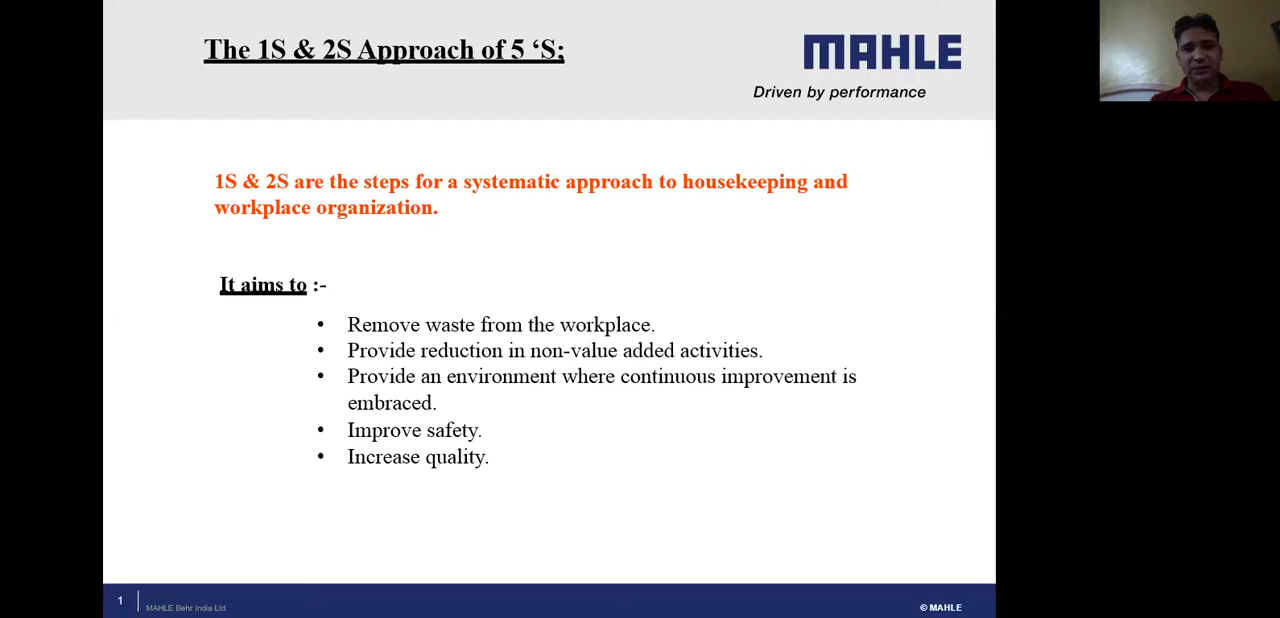 The 1S & 2S Approach of 5 ‘S;
MAHLE
Driven by performance
1S & 2S are the steps for a systematic approach to housekeeping and
workplace organization.
It aims to :-
• Remove waste from the workplace.
• Provide reduction in non-value added activities.
• Provide an environment where continuous improvement is
embraced.
• Improve safety.
• Increase quality.
1
MAHLE Behr India Ltd
© MAHLE